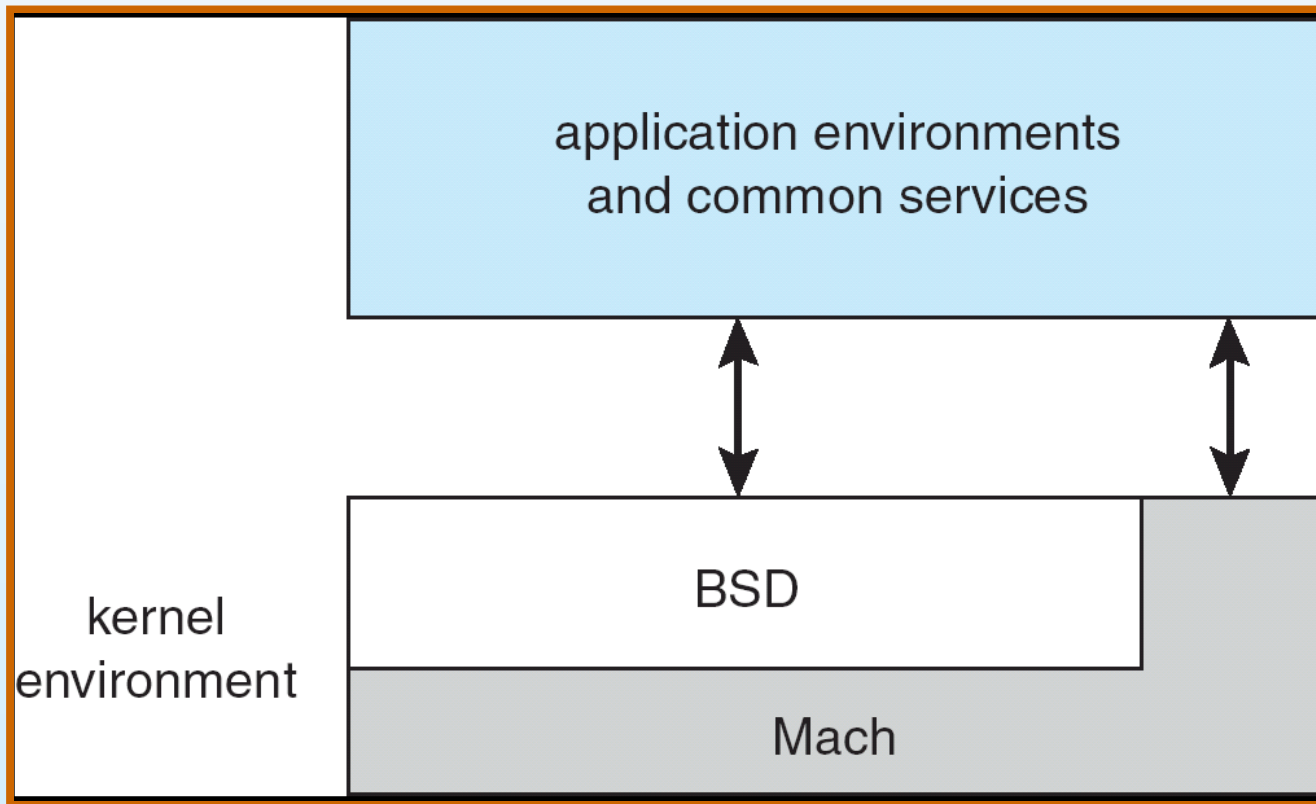 application environments
and common services
BSD
kernel
environment
Mach